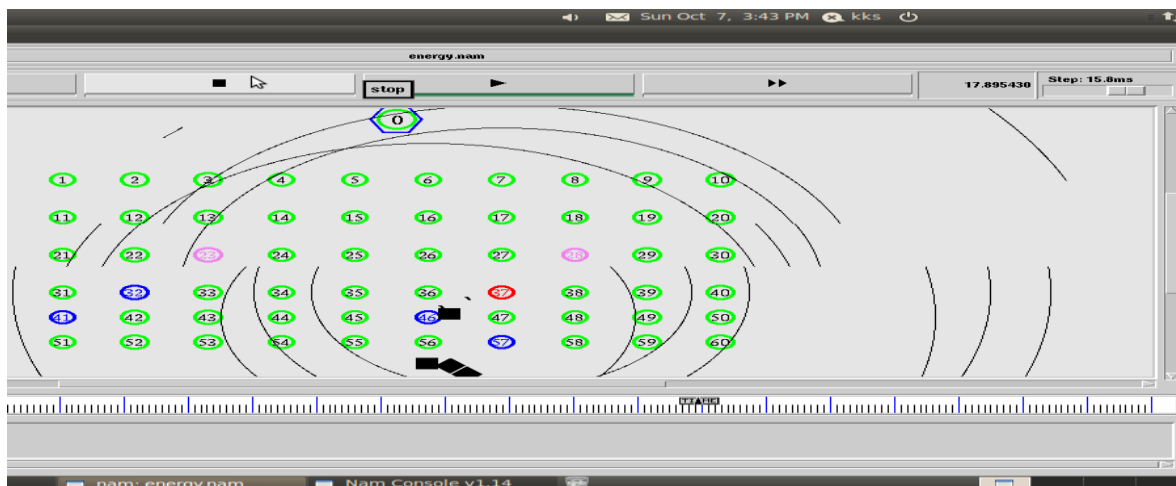 Sun Oct 7, 3:43 PM kks
energy.nam
stop 17.895430 Step: 15.8ms
0
1 2 3 4 5 6 7 8 9 10
11 12 13 14 15 16 17 18 19 20
21 22 23 24 25 26 27 28 29 30
31 32 33 34 35 36 37 38 39 40
41 42 43 44 45 46 47 48 49 50
51 52 53 54 55 56 57 58 59 60
nam: energy.nam Nam Console v1.14